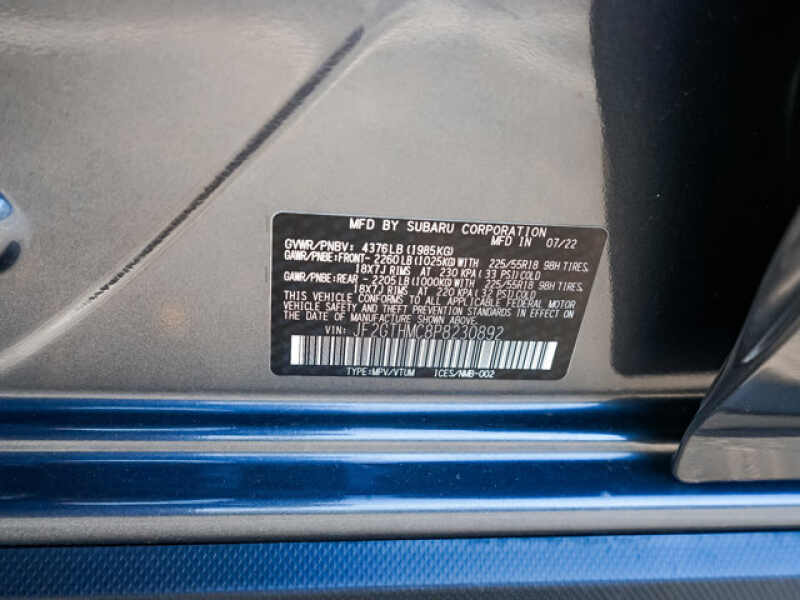 MFD BY SUBARU CORPORATION
MFD IN 07/22
GVWR/PNBV: 4376LB(1985KG)
GAWR/PNBE:FRONT- 2260LB(1025KG)WITH 225/55R18 98H TIRES,
18X7J RIMS AT 230 KPA(33 PSI)COLD
GAWR/PNBE:REAR -2205LB(1000KG)WITH 225/55R18 98H TIRES,
18X7J RIMS AT 220 KPA(32 PSI)COLD
THIS VEHICLE CONFORMS TO ALL APPLICABLE FEDERAL MOTOR
VEHICLE SAFETY AND THEFT PREVENTION STANDARDS IN EFFECT
ON THE DATE OF MANUFACTURE SHOWN ABOVE.
VIN: JF2GTHMC8P8230892
TYPE:MPV/VTUM ICES/NMB-002